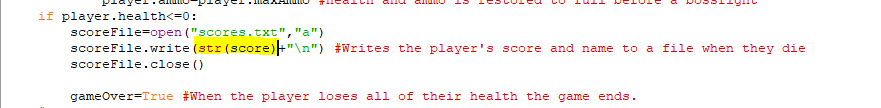 player.ammo=player.maxAmmo #health and ammo is restored to full before a bossfight
if player.health<=0:
scoreFile=open("scores.txt","a")
scoreFile.write(str(score)+"\n") #Writes the player's score and name to a file when they die
scoreFile.close()
gameOver=True #When the player loses all of their health the game ends.